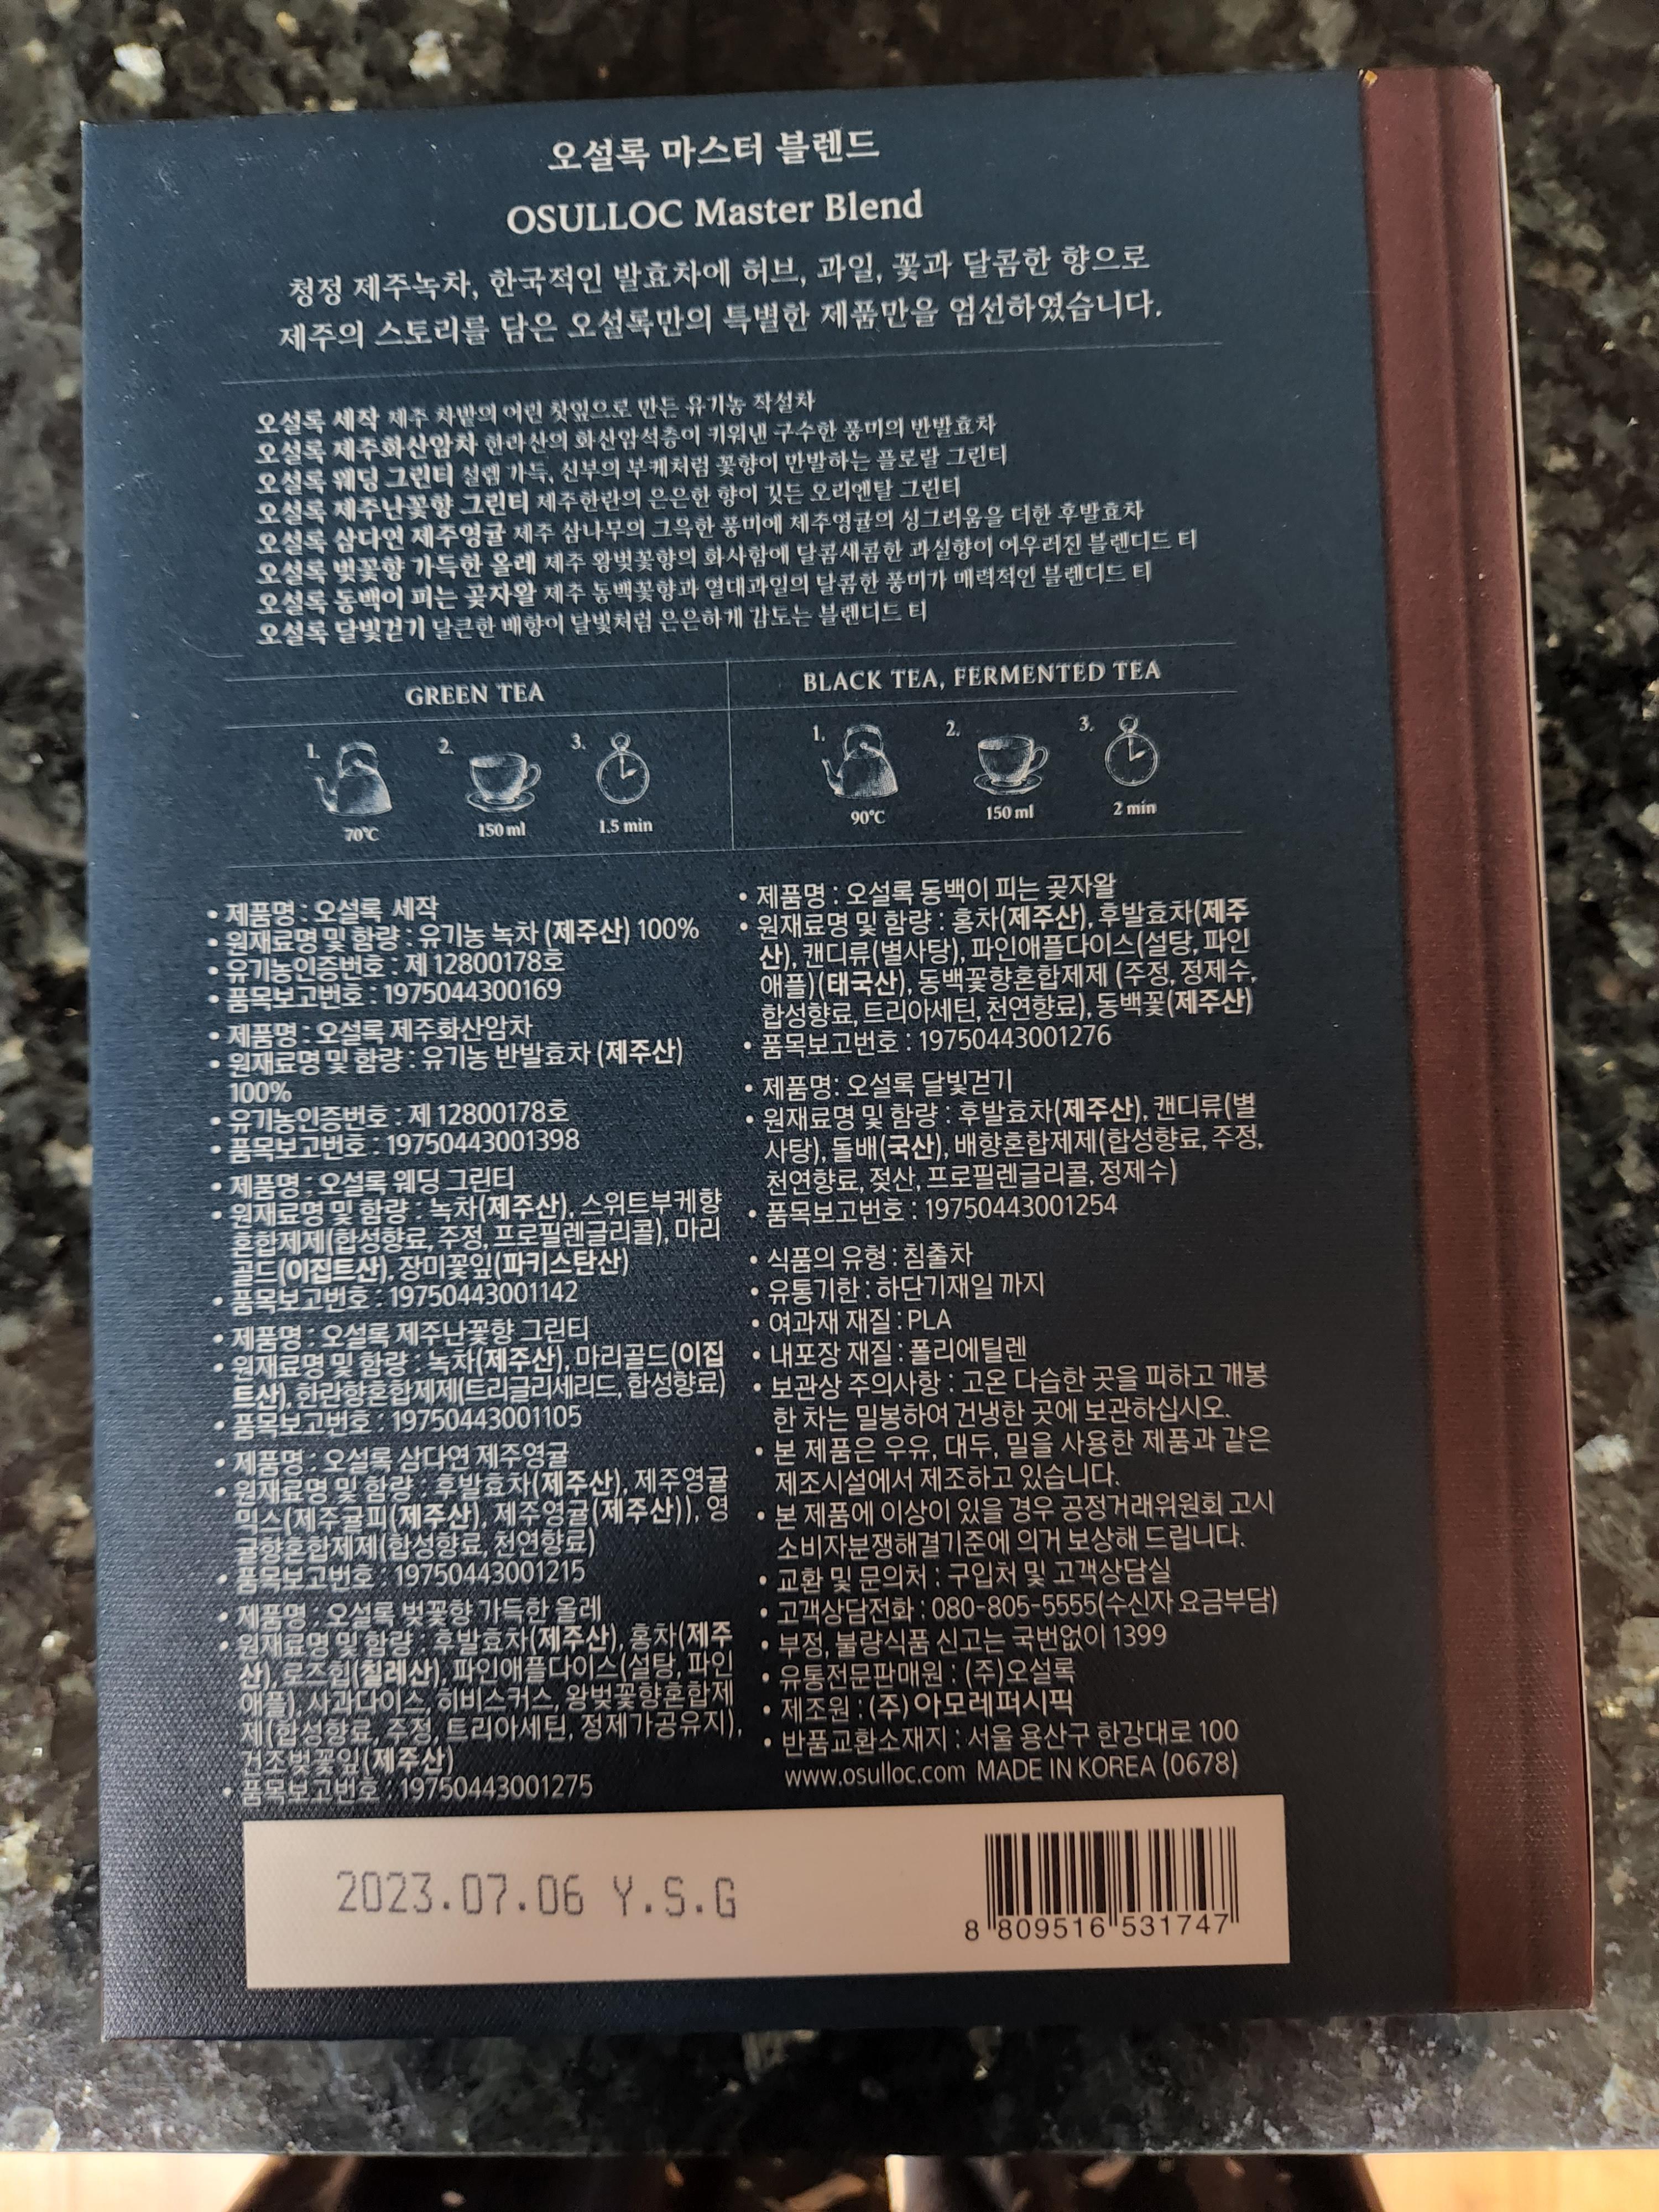 오설록 마스터 블렌드
OSULLOC Master Blend
청정 제주녹차, 한국적인 발효차에 허브, 과일, 꽃과 달콤한 향으로
제주의 스토리를 담은 오설록만의 특별한 제품만을 엄선하였습니다.
오설록 세작 제주 차밭의 어린 찻잎으로 만든 유기농 작설차
오설록 제주화산암차 한라산의 화산암석층이 키워낸 구수한 풍미의 반발효차
오설록 웨딩 그린티 설렘 가득, 신부의 부케처럼 꽃향이 만발하는 플로랄 그린티
오설록 제주난꽃향 그린티 제주한란의 은은한 향이 깃든 오리엔탈 그린티
오설록 삼다연 제주영귤 제주 삼나무의 그윽한 풍미에 제주영귤의 싱그러움을 더한 후발효차
오설록 벚꽃향 가득한 올레 제주 왕벚꽃향의 화사함에 달콤새콤한 과실향이 어우러진 블렌디드 티
오설록 동백이 피는 곶자왈 제주 동백꽃향과 열대과일의 달콤한 풍미가 매력적인 블렌디드 티
오설록 달빛걷기 달큰한 배향이 달빛처럼 은은하게 감도는 블렌디드 티
GREEN TEA
1. 2. 3.
70℃ 150 ml 1.5 min
BLACK TEA, FERMENTED TEA
1. 2. 3.
90℃ 150 ml 2 min
• 제품명 : 오설록 세작
• 원재료명 및 함량 : 유기농 녹차 (제주산) 100%
• 유기농인증번호 : 제 12800178호
• 품목보고번호 : 1975044300169
• 제품명 : 오설록 제주화산암차
• 원재료명 및 함량 : 유기농 반발효차 (제주산)
100%
• 유기농인증번호 : 제 12800178호
• 품목보고번호 : 19750443001398
• 제품명 : 오설록 웨딩 그린티
• 원재료명 및 함량 : 녹차(제주산), 스위트부케향
혼합제제(합성향료, 주정, 프로필렌글리콜), 마리
골드(이집트산), 장미꽃잎(파키스탄산)
• 품목보고번호 : 19750443001142
• 제품명 : 오설록 제주난꽃향 그린티
• 원재료명 및 함량 : 녹차(제주산), 마리골드(이집
트산), 한란향혼합제제(트리글리세리드, 합성향료)
• 품목보고번호 : 19750443001105
• 제품명 : 오설록 삼다연 제주영귤
• 원재료명 및 함량 : 후발효차(제주산), 제주영귤
믹스(제주귤피(제주산), 제주영귤(제주산)), 영
귤향혼합제제(합성향료, 천연향료)
• 품목보고번호 : 19750443001215
• 제품명 : 오설록 벚꽃향 가득한 올레
• 원재료명 및 함량 : 후발효차(제주산), 홍차(제주
산), 로즈힙(칠레산), 파인애플다이스(설탕, 파인
애플), 사과다이스, 히비스커스, 왕벚꽃향혼합제
제(합성향료, 주정, 트리아세틴, 정제가공유지),
건조벚꽃잎(제주산)
• 품목보고번호 : 19750443001275
• 제품명 : 오설록 동백이 피는 곶자왈
• 원재료명 및 함량 : 홍차(제주산), 후발효차(제주
산), 캔디류(별사탕), 파인애플다이스(설탕, 파인
애플)(태국산), 동백꽃향혼합제제 (주정, 정제수,
합성향료, 트리아세틴, 천연향료), 동백꽃(제주산)
• 품목보고번호 : 19750443001276
• 제품명: 오설록 달빛걷기
• 원재료명 및 함량 : 후발효차(제주산), 캔디류(별
사탕), 돌배(국산), 배향혼합제제(합성향료, 주정,
천연향료, 젖산, 프로필렌글리콜, 정제수)
• 품목보고번호 : 19750443001254
• 식품의 유형 : 침출차
• 유통기한 : 하단기재일 까지
• 여과재 재질 : PLA
• 내포장 재질 : 폴리에틸렌
• 보관상 주의사항 : 고온 다습한 곳을 피하고 개봉
한 차는 밀봉하여 건냉한 곳에 보관하십시오.
• 본 제품은 우유, 대두, 밀을 사용한 제품과 같은
제조시설에서 제조하고 있습니다.
• 본 제품에 이상이 있을 경우 공정거래위원회 고시
소비자분쟁해결기준에 의거 보상해 드립니다.
• 교환 및 문의처 : 구입처 및 고객상담실
• 고객상담전화 : 080-805-5555(수신자 요금부담)
• 부정, 불량식품 신고는 국번없이 1399
• 유통전문판매원 : (주)오설록
• 제조원 : (주)아모레퍼시픽
• 반품교환소재지 : 서울 용산구 한강대로 100
www.osulloc.com MADE IN KOREA (0678)
2023.07.06 Y.S.G
8 809516 531747